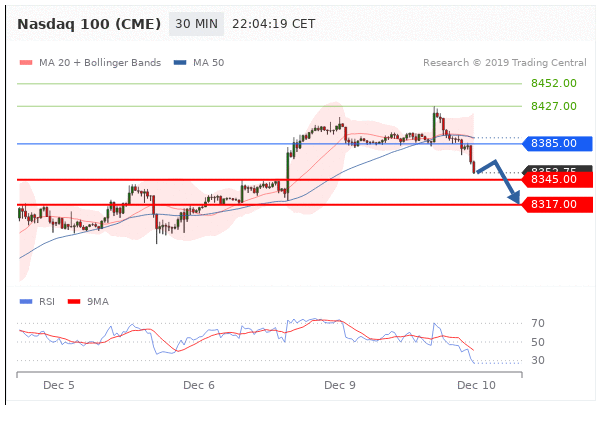 Nasdaq 100 (CME) 30 MIN 22:04:19 CET
MA 20 + Bollinger Bands MA 50 Research © 2019 Trading Central
8452.00
8427.00
8385.00
8352.75
8345.00
8317.00
RSI 9MA
70
50
30
Dec 5 Dec 6 Dec 9 Dec 10